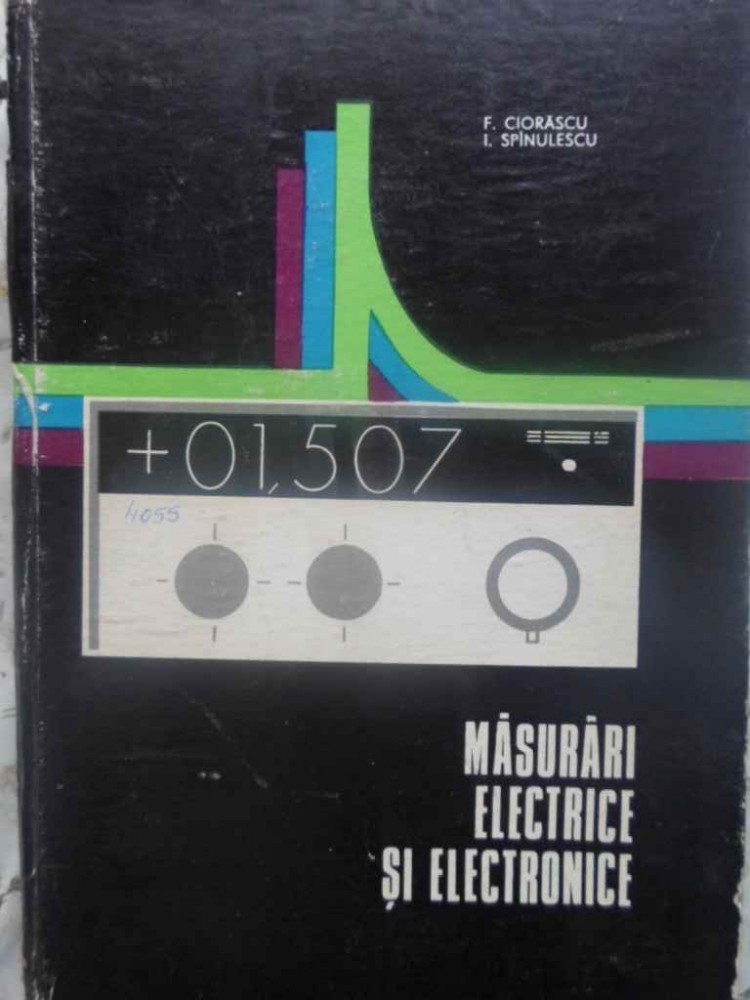 F. CIORĂSCU
I. SPÎNULESCU
+01,507
4055
MĂSURĂRI
ELECTRICE
ȘI ELECTRONICE